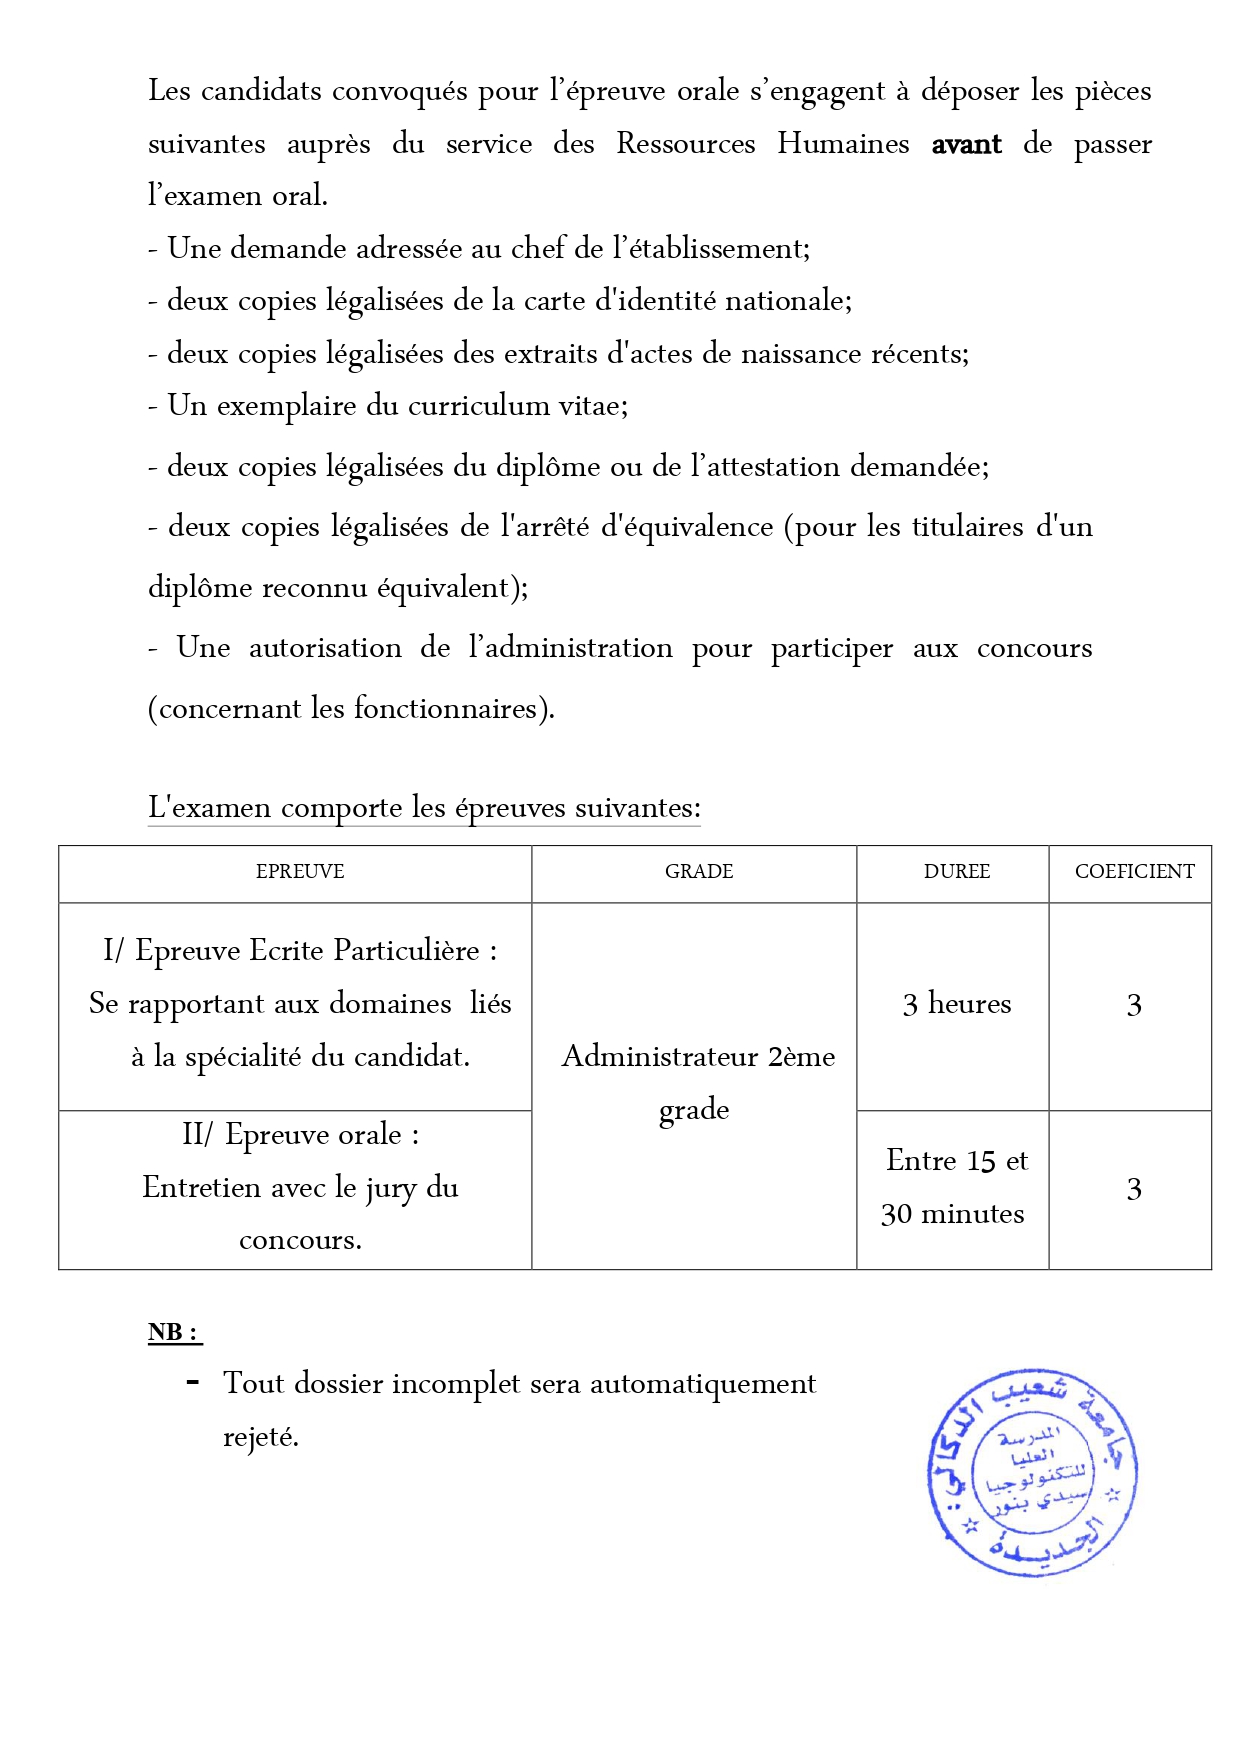 Les candidats convoqués pour l’épreuve orale s’engagent à déposer les pièces
suivantes auprès du service des Ressources Humaines avant de passer
l’examen oral.
- Une demande adressée au chef de l’établissement;
- deux copies légalisées de la carte d'identité nationale;
- deux copies légalisées des extraits d'actes de naissance récents;
- Un exemplaire du curriculum vitae;
- deux copies légalisées du diplôme ou de l’attestation demandée;
- deux copies légalisées de l'arrêté d'équivalence (pour les titulaires d'un
diplôme reconnu équivalent);
- Une autorisation de l’administration pour participer aux concours
(concernant les fonctionnaires).
L'examen comporte les épreuves suivantes:
EPREUVE GRADE DUREE COEFICIENT
I/ Epreuve Ecrite Particulière :
Se rapportant aux domaines liés
à la spécialité du candidat.
3 heures
3
Administrateur 2ème
grade
II/ Epreuve orale :
Entretien avec le jury du
concours.
Entre 15 et
30 minutes
3
NB :
- Tout dossier incomplet sera automatiquement
rejeté.
جامعة شعيب الدكالي:
المدرسة
العليا
للتكنولوجيا
سيدي بنور
الجديدة